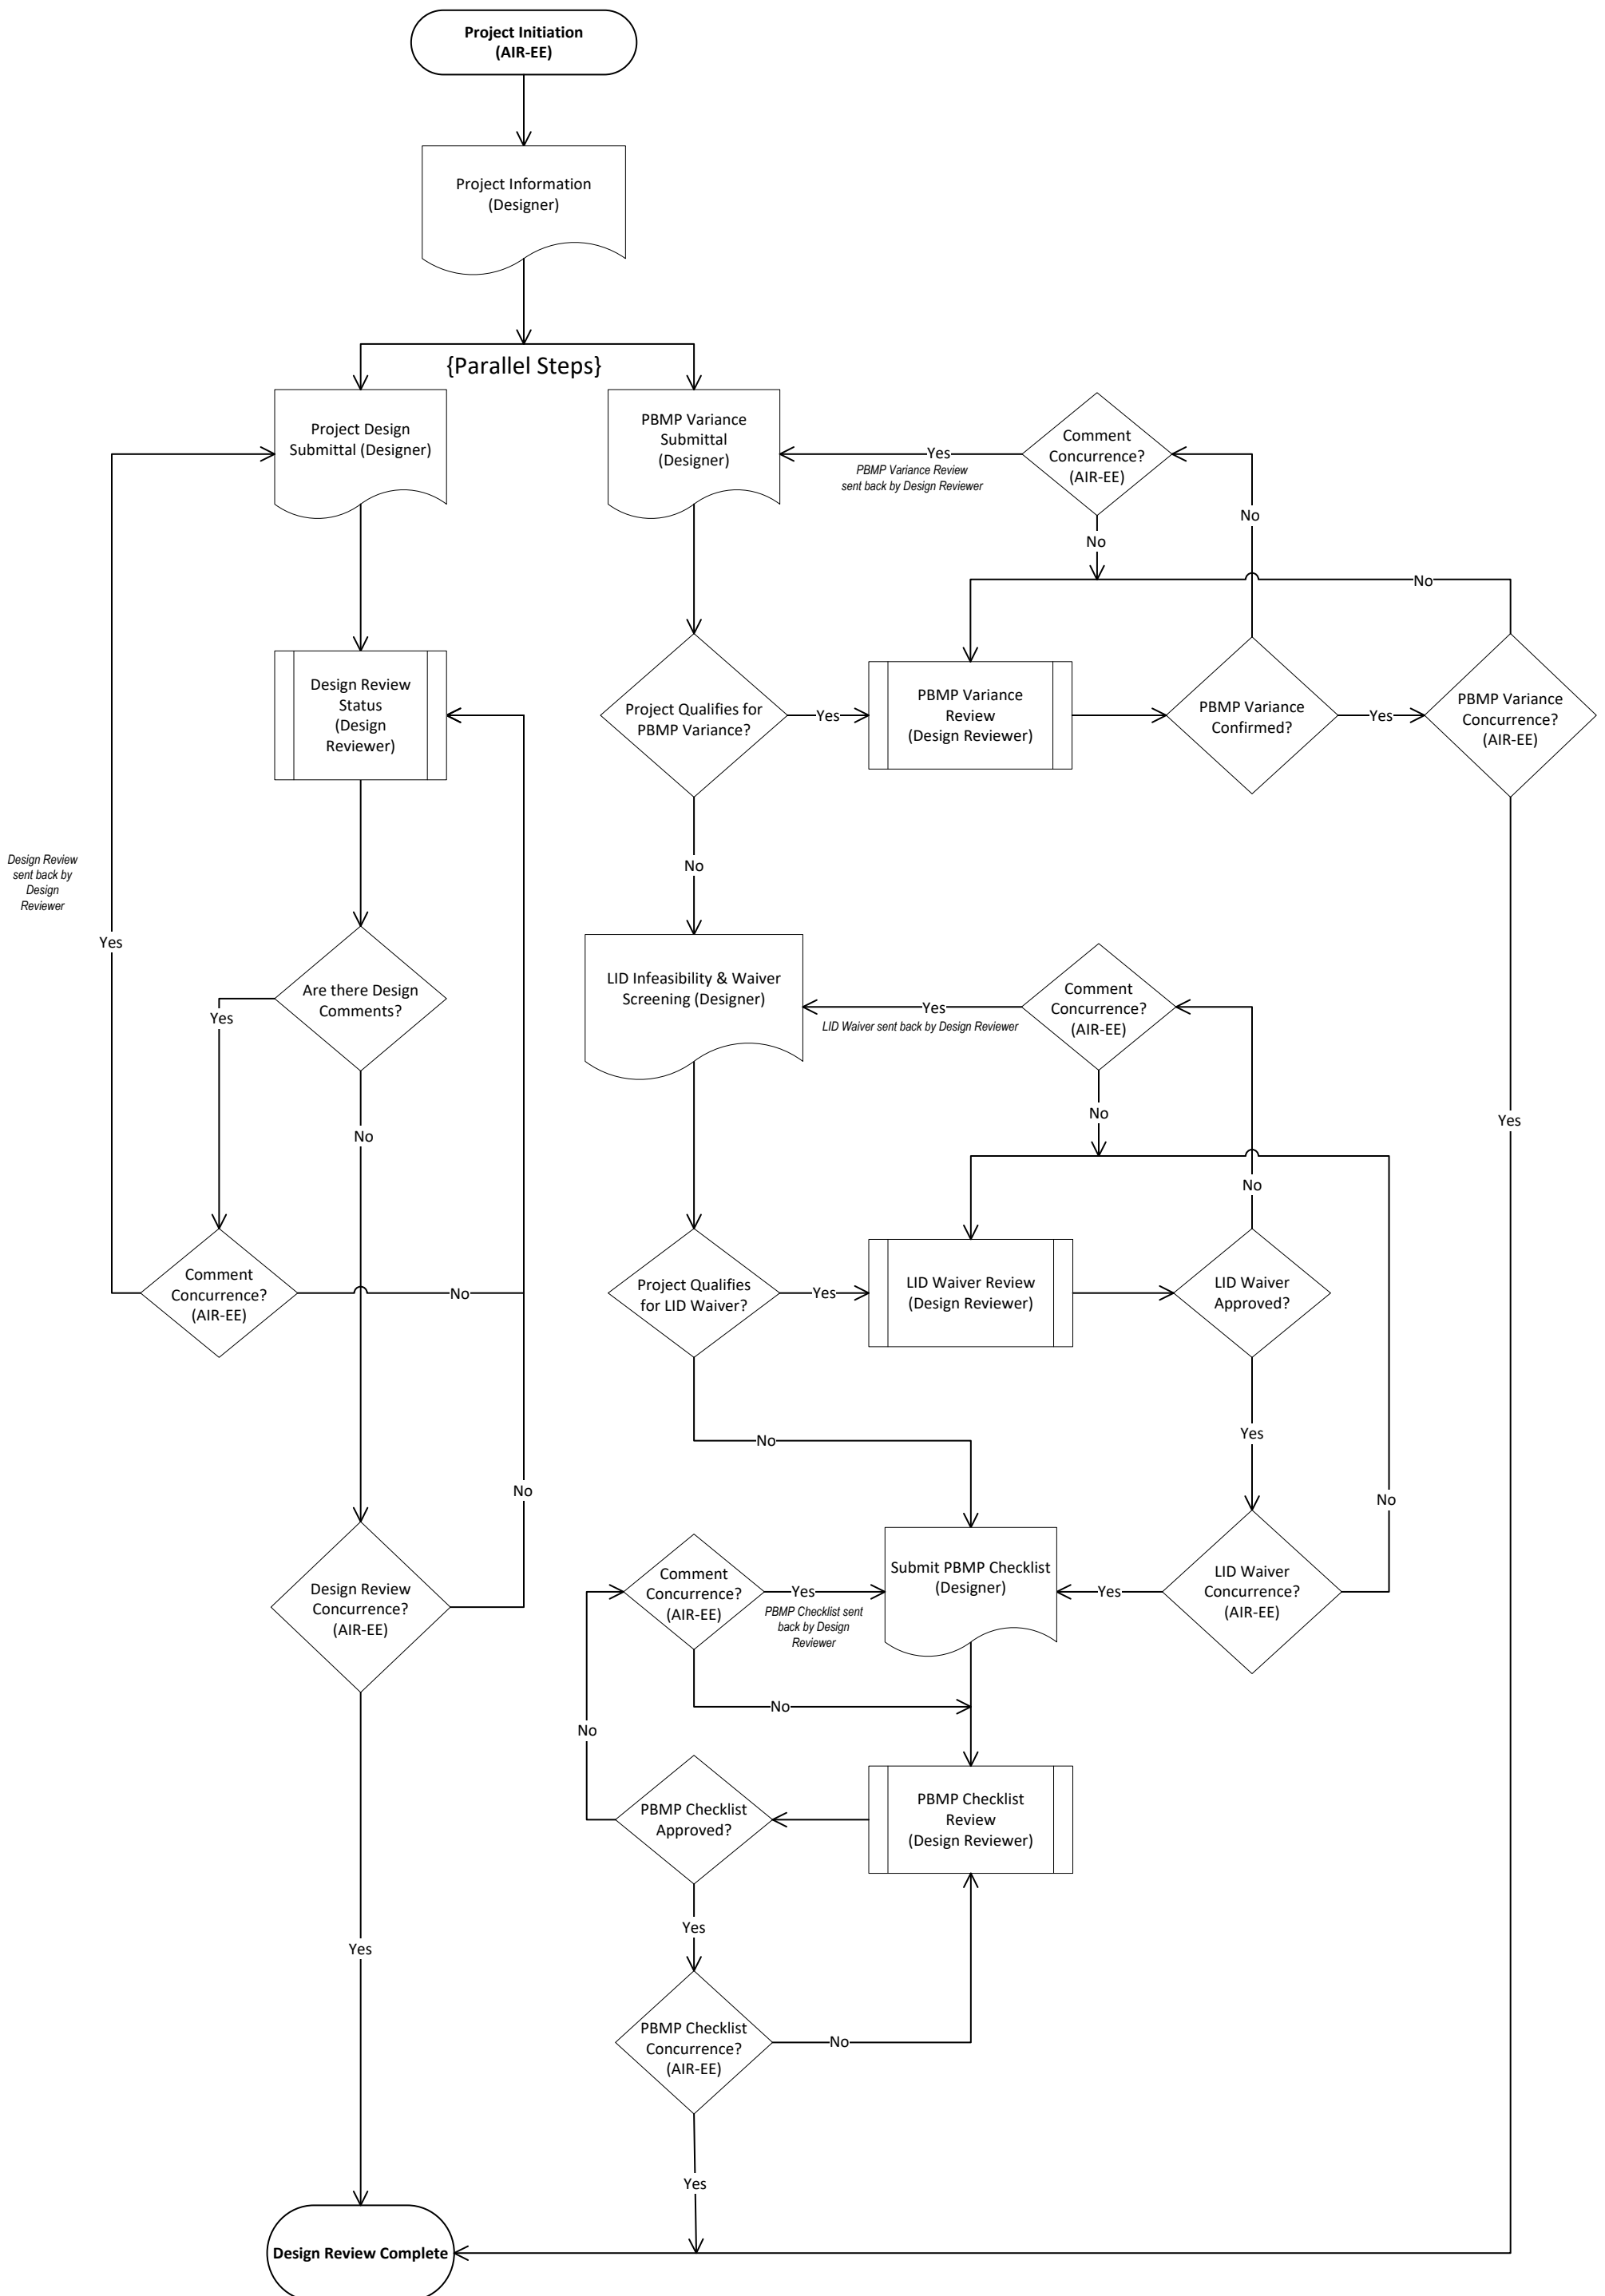 Project Initiation
(AIR-EE)
Project Information
(Designer)
{Parallel Steps}
Project Design
Submittal (Designer)
PBMP Variance
Submittal
(Designer)
Yes
PBMP Variance Review
sent back by Design Reviewer
Comment
Concurrence?
(AIR-EE)
No
No
No
Design Review
Status
(Design
Reviewer)
Project Qualifies for
PBMP Variance?
Yes
PBMP Variance
Review
(Design Reviewer)
PBMP Variance
Confirmed?
Yes
PBMP Variance
Concurrence?
(AIR-EE)
Design Review
sent back by
Design
Reviewer
Yes
No
Are there Design
Comments?
Yes
No
LID Infeasibility & Waiver
Screening (Designer)
Yes
LID Waiver sent back by Design Reviewer
Comment
Concurrence?
(AIR-EE)
No
No
Yes
Comment
Concurrence?
(AIR-EE)
No
Project Qualifies
for LID Waiver?
Yes
LID Waiver Review
(Design Reviewer)
LID Waiver
Approved?
Yes
No
No
No
Design Review
Concurrence?
(AIR-EE)
Comment
Concurrence?
(AIR-EE)
Yes
PBMP Checklist sent
back by Design
Reviewer
Submit PBMP Checklist
(Designer)
Yes
LID Waiver
Concurrence?
(AIR-EE)
No
No
PBMP Checklist
Approved?
PBMP Checklist
Review
(Design Reviewer)
Yes
Yes
PBMP Checklist
Concurrence?
(AIR-EE)
No
Yes
Design Review Complete